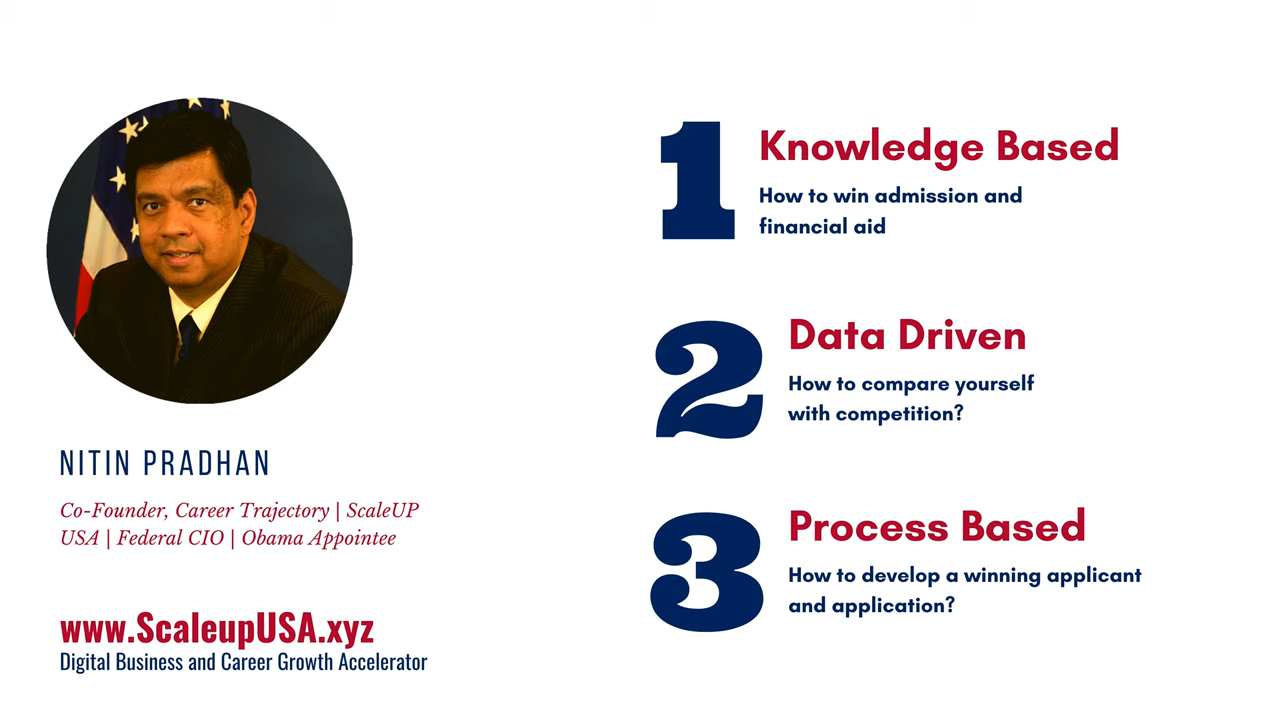 NITIN PRADHAN
Co-Founder, Career Trajectory | ScaleUP
USA | Federal CIO | Obama Appointee
www.ScaleupUSA.xyz
Digital Business and Career Growth Accelerator
1
Knowledge Based
How to win admission and
financial aid
2
Data Driven
How to compare yourself
with competition?
3
Process Based
How to develop a winning applicant
and application?